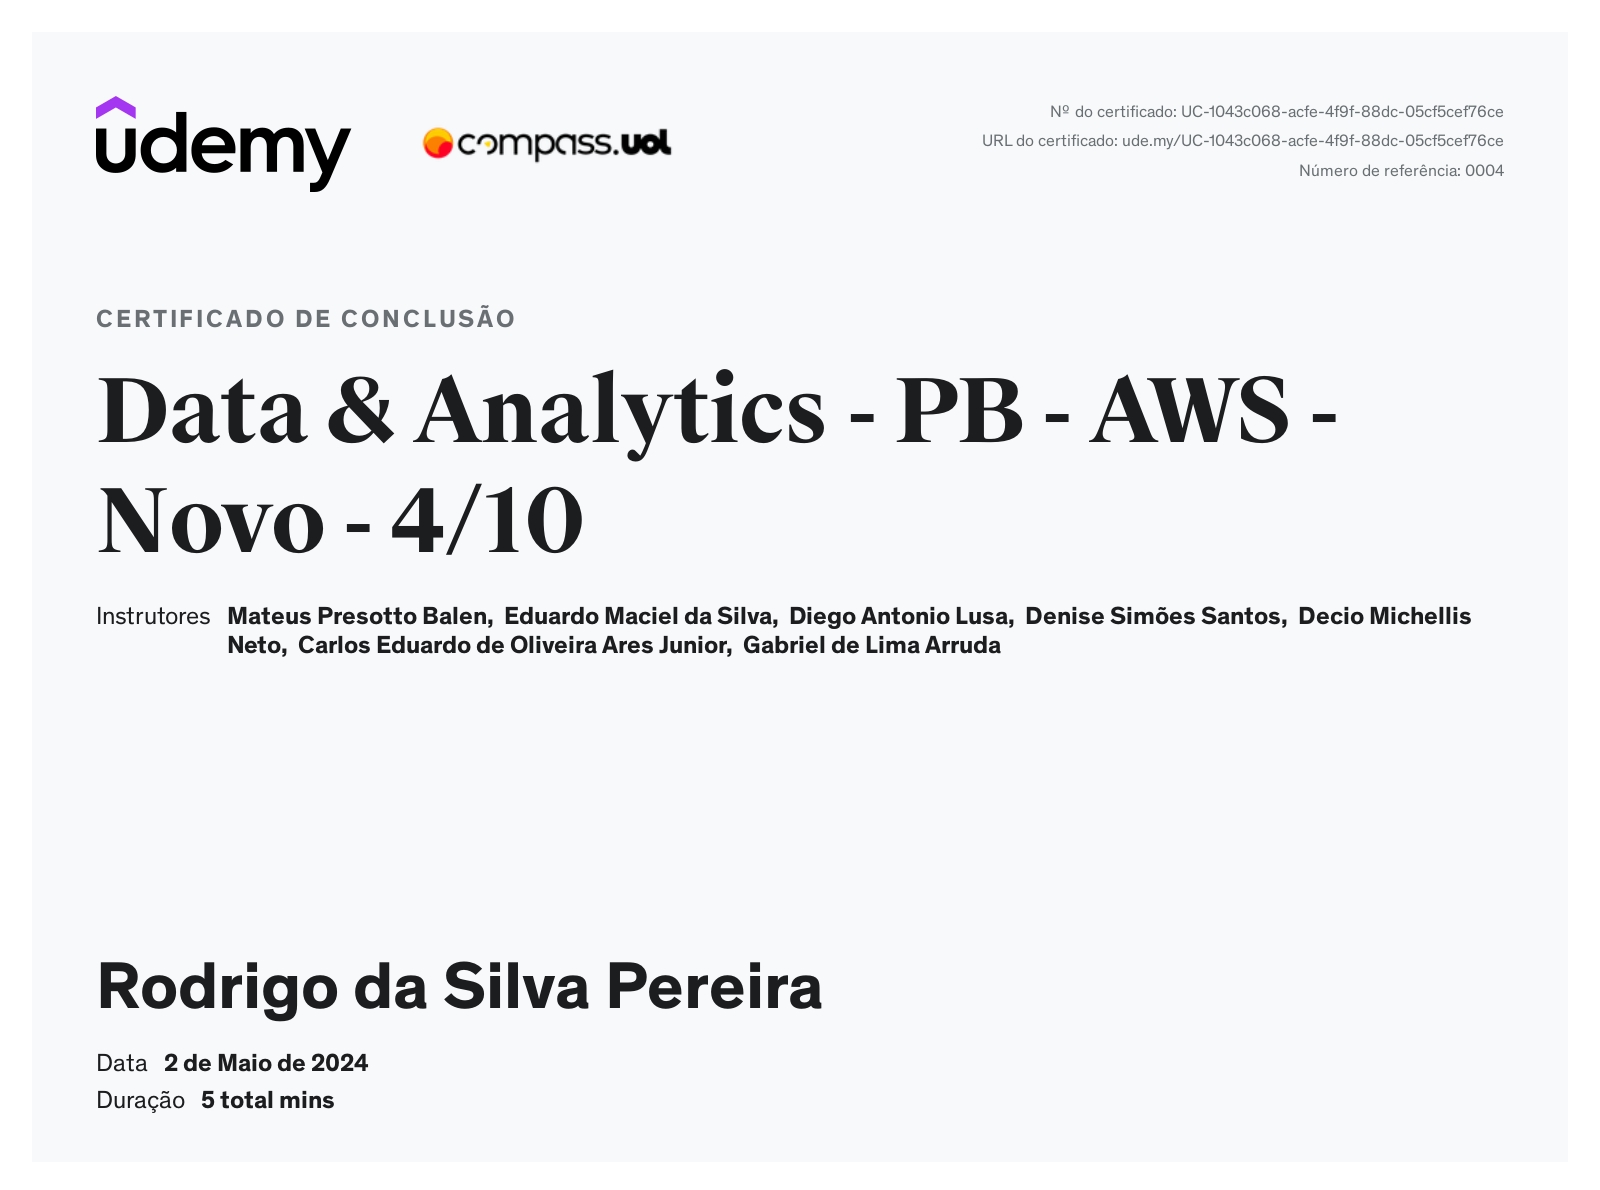 udemy
compass.uol
Nº do certificado: UC-1043c068-acfe-4f9f-88dc-05cf5cef76ce
URL do certificado: ude.my/UC-1043c068-acfe-4f9f-88dc-05cf5cef76ce
Número de referência: 0004
CERTIFICADO DE CONCLUSÃO
Data & Analytics - PB - AWS -
Novo - 4/10
Instrutores Mateus Presotto Balen, Eduardo Maciel da Silva, Diego Antonio Lusa, Denise Simões Santos, Decio Michellis
Neto, Carlos Eduardo de Oliveira Ares Junior, Gabriel de Lima Arruda
Rodrigo da Silva Pereira
Data 2 de Maio de 2024
Duração 5 total mins